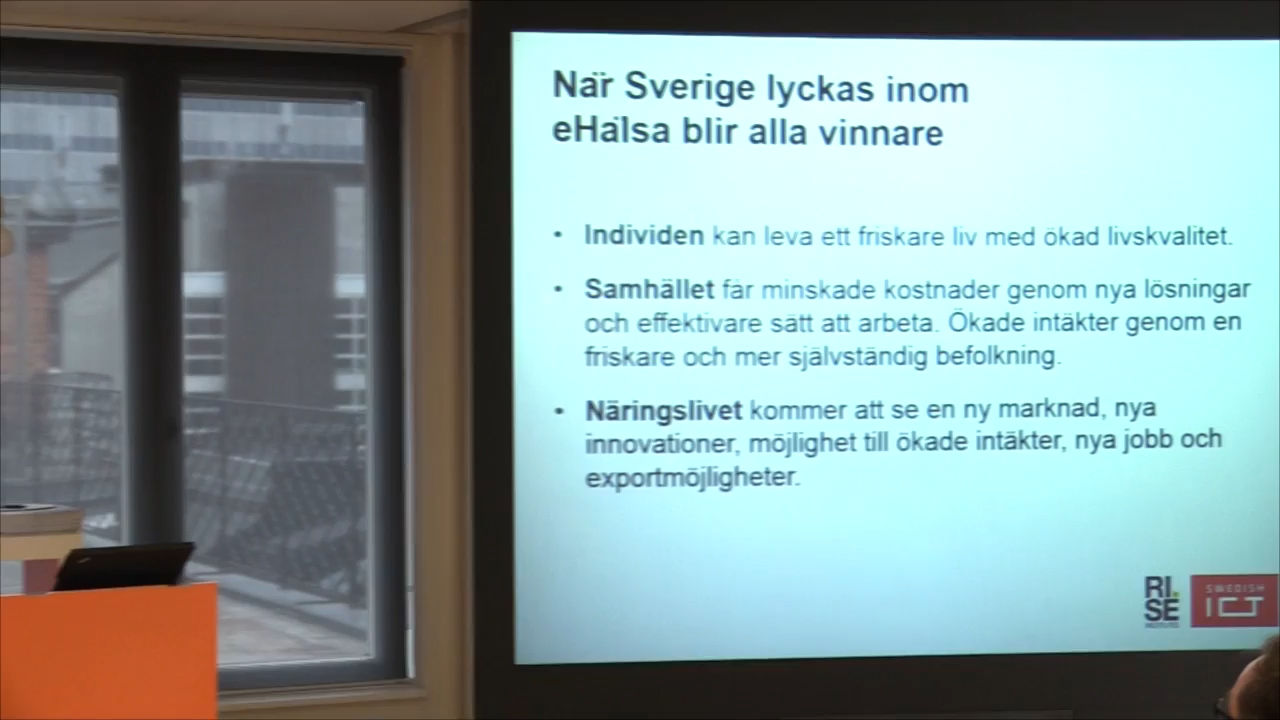 När Sverige lyckas inom
eHälsa blir alla vinnare
• Individen kan leva ett friskare liv med ökad livskvalitet.
• Samhället får minskade kostnader genom nya lösningar
och effektivare sätt att arbeta. Ökade intäkter genom en
friskare och mer självständig befolkning.
• Näringslivet kommer att se en ny marknad, nya
innovationer, möjlighet till ökade intäkter, nya jobb och
exportmöjligheter.
RI.
SE
SWEDISH
ICT